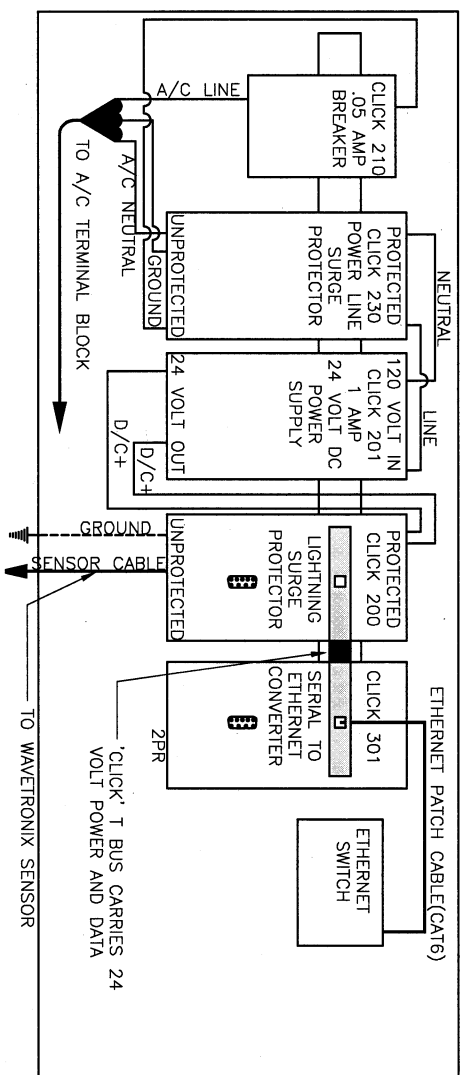 CLICK 210
.05 AMP
BREAKER
A/C LINE
A/C NEUTRAL
GROUND
TO A/C TERMINAL BLOCK
PROTECTED
CLICK 230
POWER LINE
SURGE
PROTECTOR
UNPROTECTED
NEUTRAL
LINE
120 VOLT IN
CLICK 201
1 AMP
24 VOLT DC
POWER
SUPPLY
24 VOLT OUT
D/C+
D/C+
PROTECTED
CLICK 200
LIGHTNING
SURGE
PROTECTOR
UNPROTECTED
GROUND
SENSOR CABLE
TO WAVETRONIX SENSOR
CLICK 301
SERIAL TO
ETHERNET
CONVERTER
2PR
'CLICK' T BUS CARRIES 24
VOLT POWER AND DATA
ETHERNET PATCH CABLE(CAT6)
ETHERNET
SWITCH